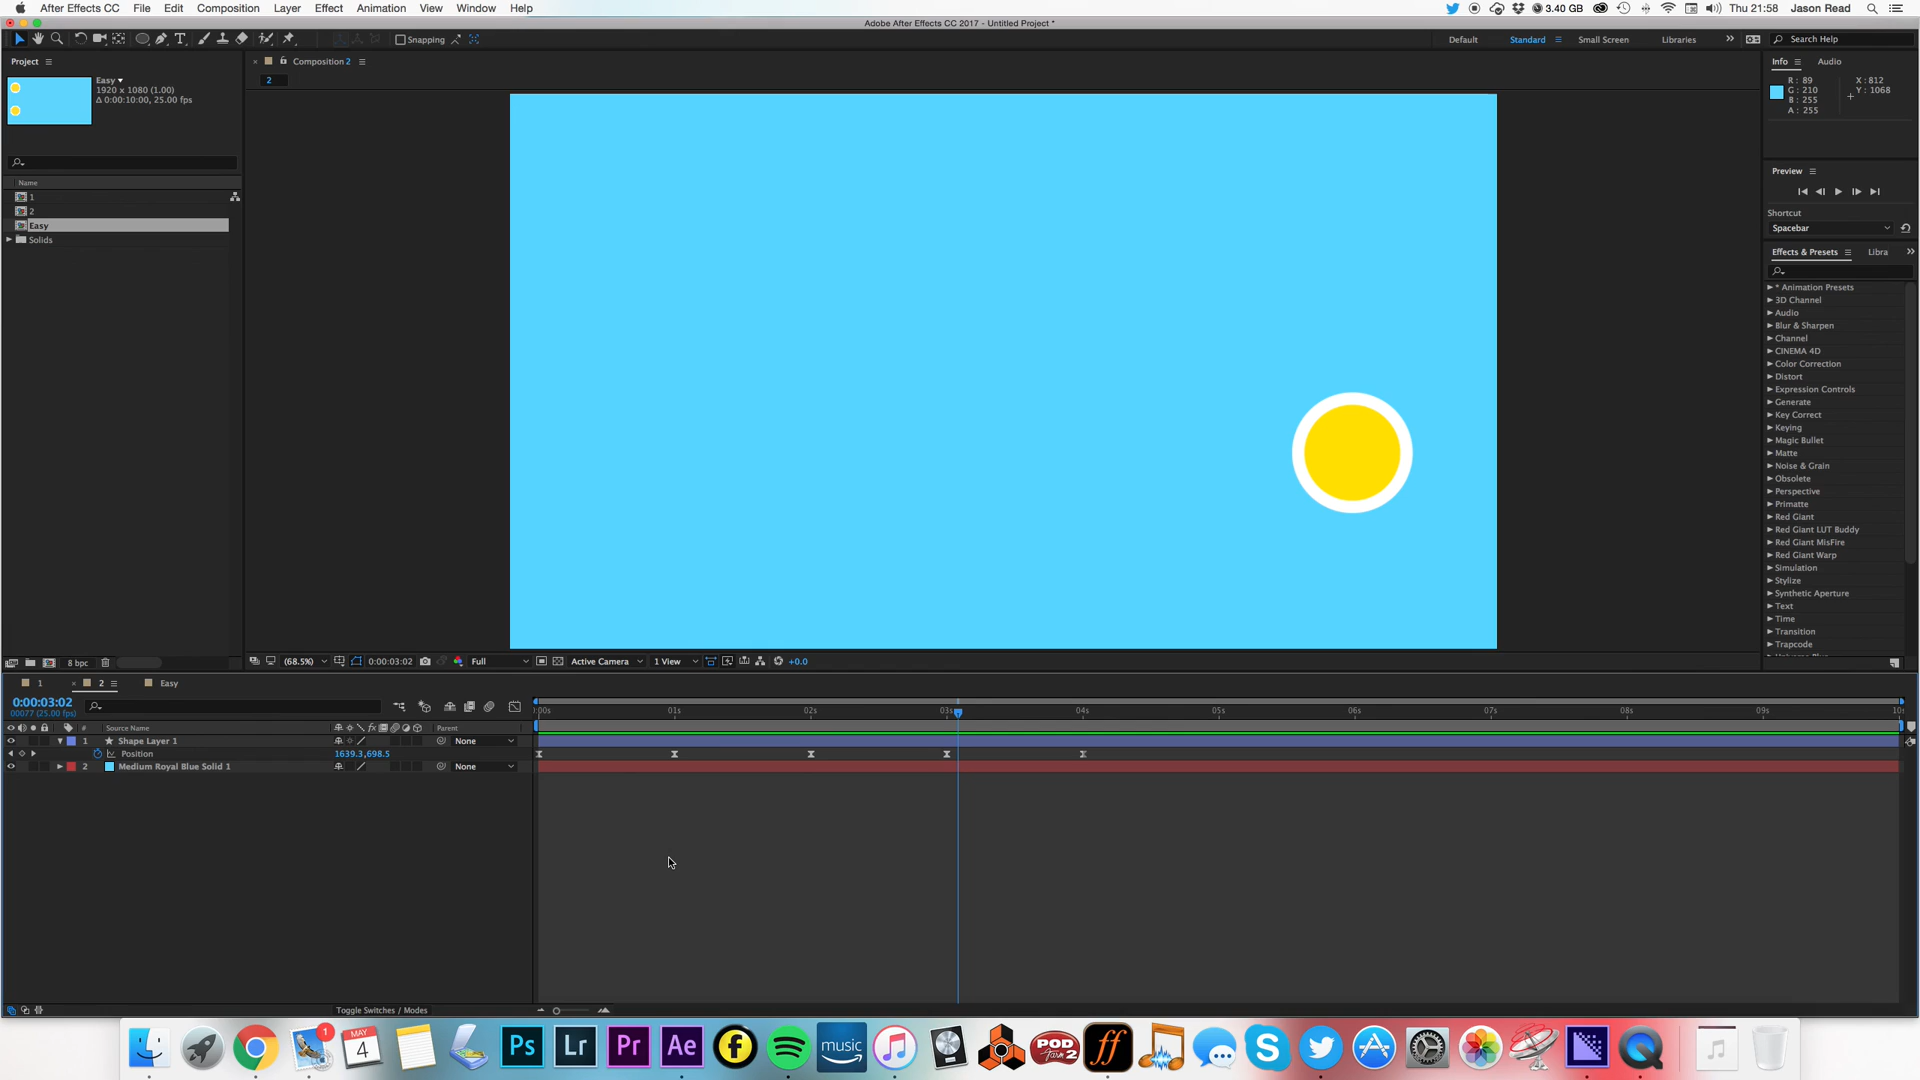 After Effects CC File Edit Composition Layer Effect Animation View Window Help 3.40 GB Thu 21:58 Jason Read
Adobe After Effects CC 2017 - Untitled Project *
Snapping Default Standard Small Screen Libraries Search Help
Project
Easy
1920 x 1080 (1.00)
Δ 0:00:10:00, 25.00 fps
Name
1
2
Easy
Solids
8 bpc
Composition 2
2
(68.5%) 0:00:03:02 Full Active Camera 1 View +0.0
Info Audio
R : 89 X : 812
G : 210 Y : 1068
B : 255
A : 255
Preview
Shortcut
Spacebar
Effects & Presets Libra
* Animation Presets
3D Channel
Audio
Blur & Sharpen
Channel
CINEMA 4D
Color Correction
Distort
Expression Controls
Generate
Key Correct
Keying
Magic Bullet
Matte
Noise & Grain
Obsolete
Perspective
Primatte
Red Giant
Red Giant LUT Buddy
Red Giant MisFire
Red Giant Warp
Simulation
Stylize
Synthetic Aperture
Text
Time
Transition
Trapcode
1 2 Easy
0:00:03:02
00077 (25.00 fps)
:00s 01s 02s 03s 04s 05s 06s 07s 08s 09s 10s
# Source Name Parent
1 Shape Layer 1 None
Position 1639.3,698.5
2 Medium Royal Blue Solid 1 None
Toggle Switches / Modes
1 MAY 4 Ps Lr Pr Ae f music POD Farm 2 ff S